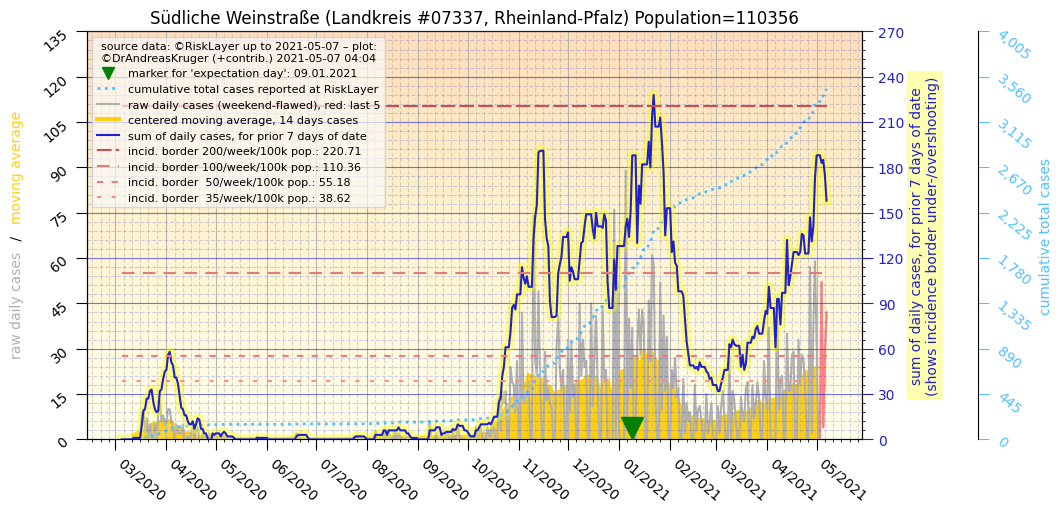 Südliche Weinstraße (Landkreis #07337, Rheinland-Pfalz) Population=110356
source data: ©RiskLayer up to 2021-05-07 – plot:
©DrAndreasKruger (+contrib.) 2021-05-07 04:04
marker for 'expectation day': 09.01.2021
cumulative total cases reported at RiskLayer
raw daily cases (weekend-flawed), red: last 5
centered moving average, 14 days cases
sum of daily cases, for prior 7 days of date
incid. border 200/week/100k pop.: 220.71
incid. border 100/week/100k pop.: 110.36
incid. border  50/week/100k pop.: 55.18
incid. border  35/week/100k pop.: 38.62
raw daily cases / moving average
135
120
105
90
75
60
45
30
15
0
03/2020
04/2020
05/2020
06/2020
07/2020
08/2020
09/2020
10/2020
11/2020
12/2020
01/2021
02/2021
03/2021
04/2021
05/2021
270
240
210
180
150
120
90
60
30
0
sum of daily cases, for prior 7 days of date
(shows incidence border under-/overshooting)
4,005
3,560
3,115
2,670
2,225
1,780
1,335
890
445
0
cumulative total cases